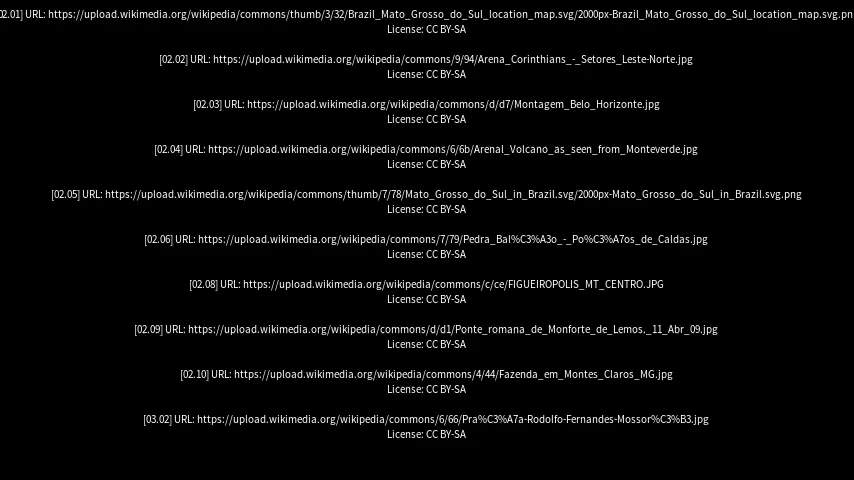 02.01] URL: https://upload.wikimedia.org/wikipedia/commons/thumb/3/32/Brazil_Mato_Grosso_do_Sul_location_map.svg/2000px-Brazil_Mato_Grosso_do_Sul_location_map.svg.pn
License: CC BY-SA
[02.02] URL: https://upload.wikimedia.org/wikipedia/commons/9/94/Arena_Corinthians_-_Setores_Leste-Norte.jpg
License: CC BY-SA
[02.03] URL: https://upload.wikimedia.org/wikipedia/commons/d/d7/Montagem_Belo_Horizonte.jpg
License: CC BY-SA
[02.04] URL: https://upload.wikimedia.org/wikipedia/commons/6/6b/Arenal_Volcano_as_seen_from_Monteverde.jpg
License: CC BY-SA
[02.05] URL: https://upload.wikimedia.org/wikipedia/commons/thumb/7/78/Mato_Grosso_do_Sul_in_Brazil.svg/2000px-Mato_Grosso_do_Sul_in_Brazil.svg.png
License: CC BY-SA
[02.06] URL: https://upload.wikimedia.org/wikipedia/commons/7/79/Pedra_Bal%C3%A3o_-_Po%C3%A7os_de_Caldas.jpg
License: CC BY-SA
[02.08] URL: https://upload.wikimedia.org/wikipedia/commons/c/ce/FIGUEIROPOLIS_MT_CENTRO.JPG
License: CC BY-SA
[02.09] URL: https://upload.wikimedia.org/wikipedia/commons/d/d1/Ponte_romana_de_Monforte_de_Lemos._11_Abr_09.jpg
License: CC BY-SA
[02.10] URL: https://upload.wikimedia.org/wikipedia/commons/4/44/Fazenda_em_Montes_Claros_MG.jpg
License: CC BY-SA
[03.02] URL: https://upload.wikimedia.org/wikipedia/commons/6/66/Pra%C3%A7a-Rodolfo-Fernandes-Mossor%C3%B3.jpg
License: CC BY-SA